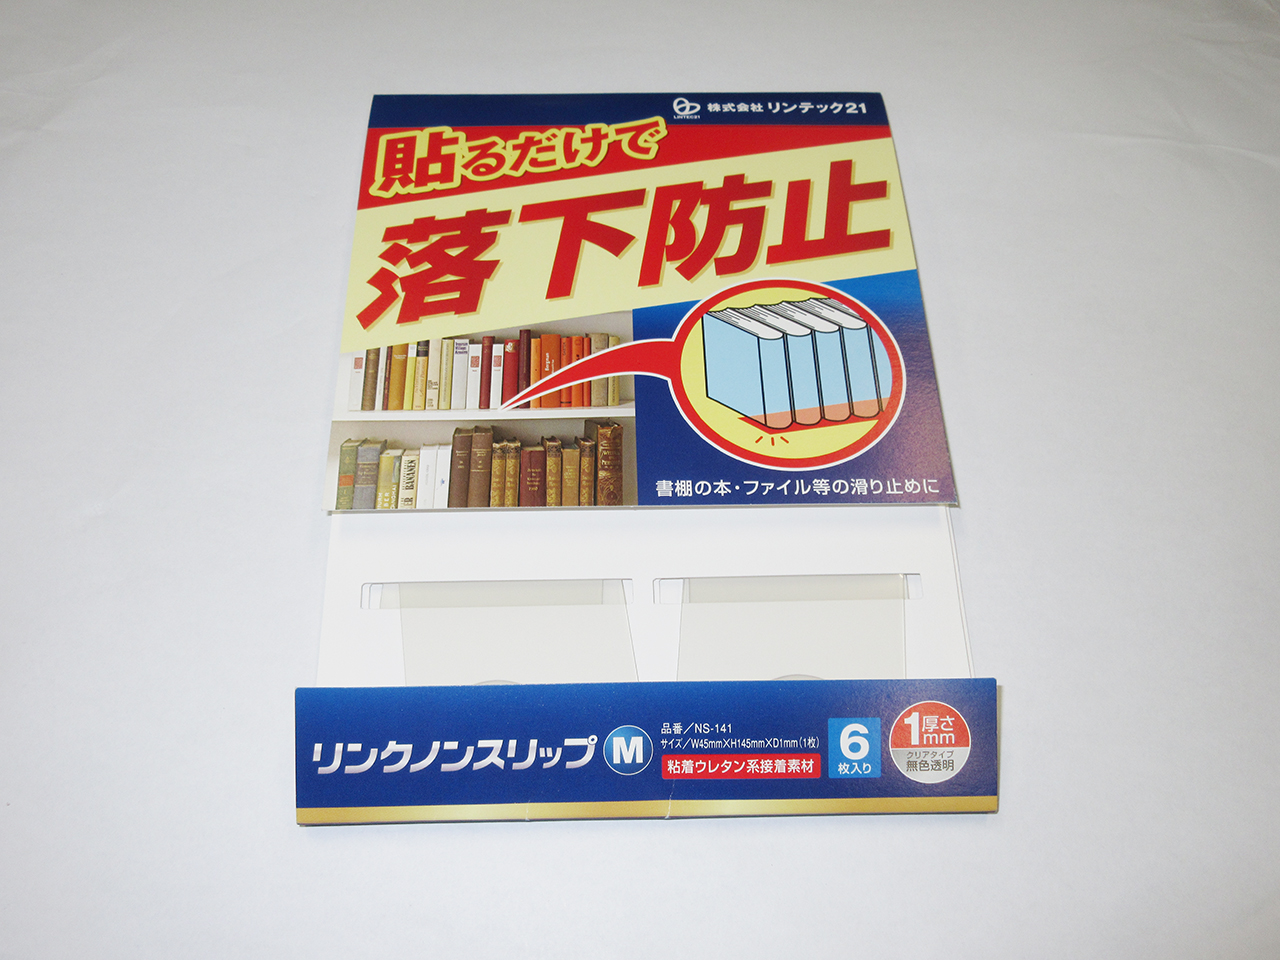 LINTEC21
株式会社 リンテック21
貼るだけで
落下防止
書棚の本・ファイル等の滑り止めに
リンクノンスリップ M
品番／NS-141
サイズ／W45mm×H145mm×D1mm(1枚)
粘着ウレタン系接着素材
6
枚入り
厚さ
1mm
クリアタイプ
無色透明
BANANEN